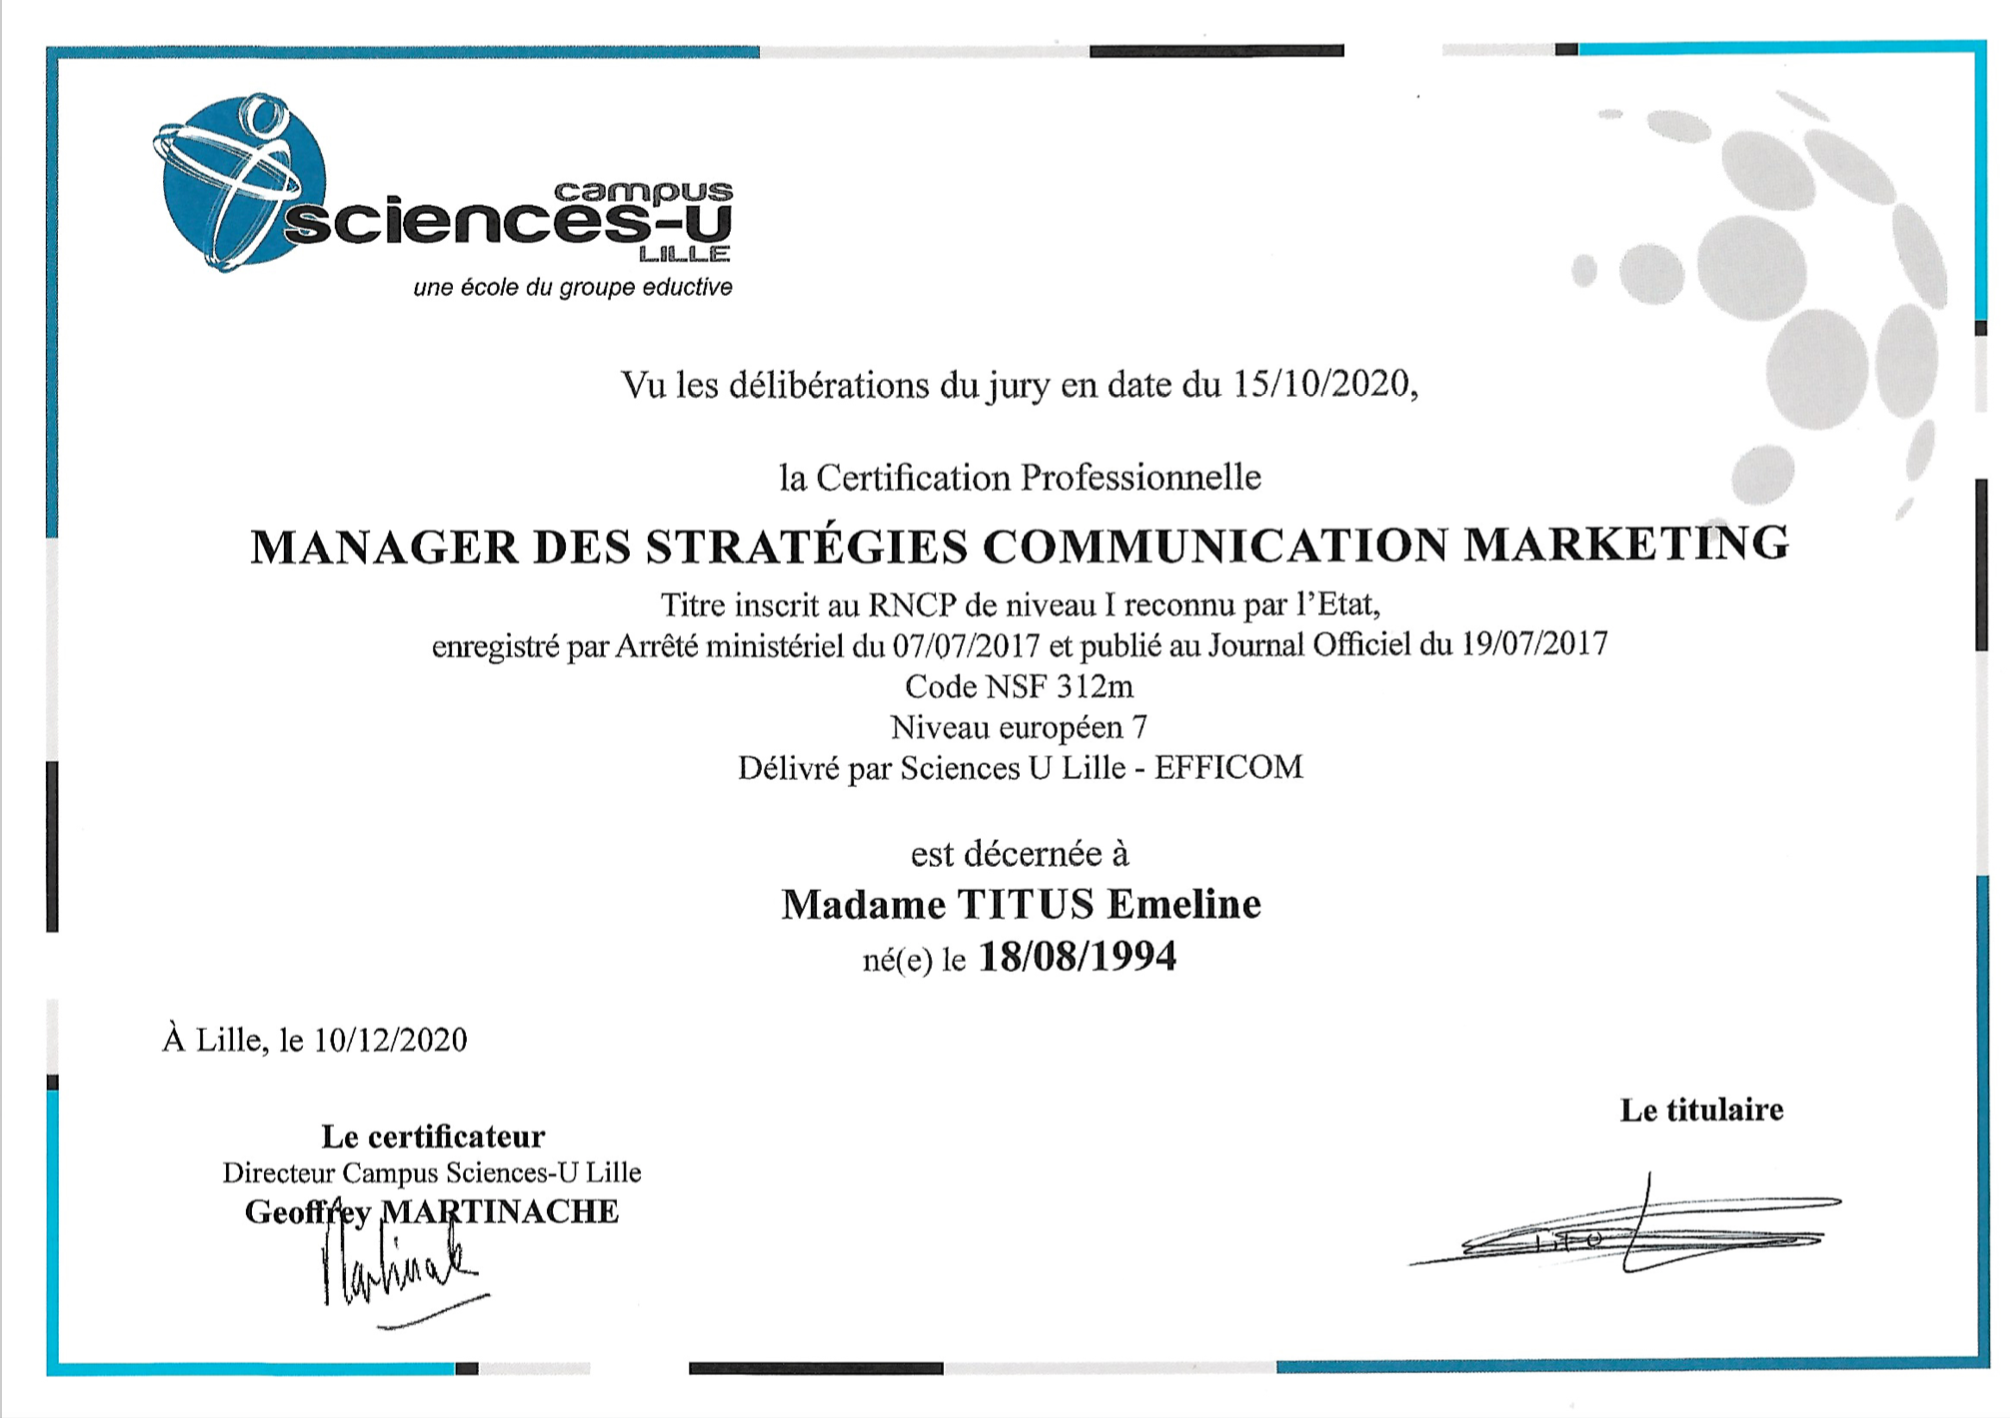 campus
sciences-U
LILLE
une école du groupe eductive
Vu les délibérations du jury en date du 15/10/2020,
la Certification Professionnelle
MANAGER DES STRATÉGIES COMMUNICATION MARKETING
Titre inscrit au RNCP de niveau I reconnu par l'Etat,
enregistré par Arrêté ministériel du 07/07/2017 et publié au Journal Officiel du 19/07/2017
Code NSF 312m
Niveau européen 7
Délivré par Sciences U Lille - EFFICOM
est décernée à
Madame TITUS Emeline
né(e) le 18/08/1994
À Lille, le 10/12/2020
Le titulaire
Le certificateur
Directeur Campus Sciences-U Lille
Geoffrey MARTINACHE